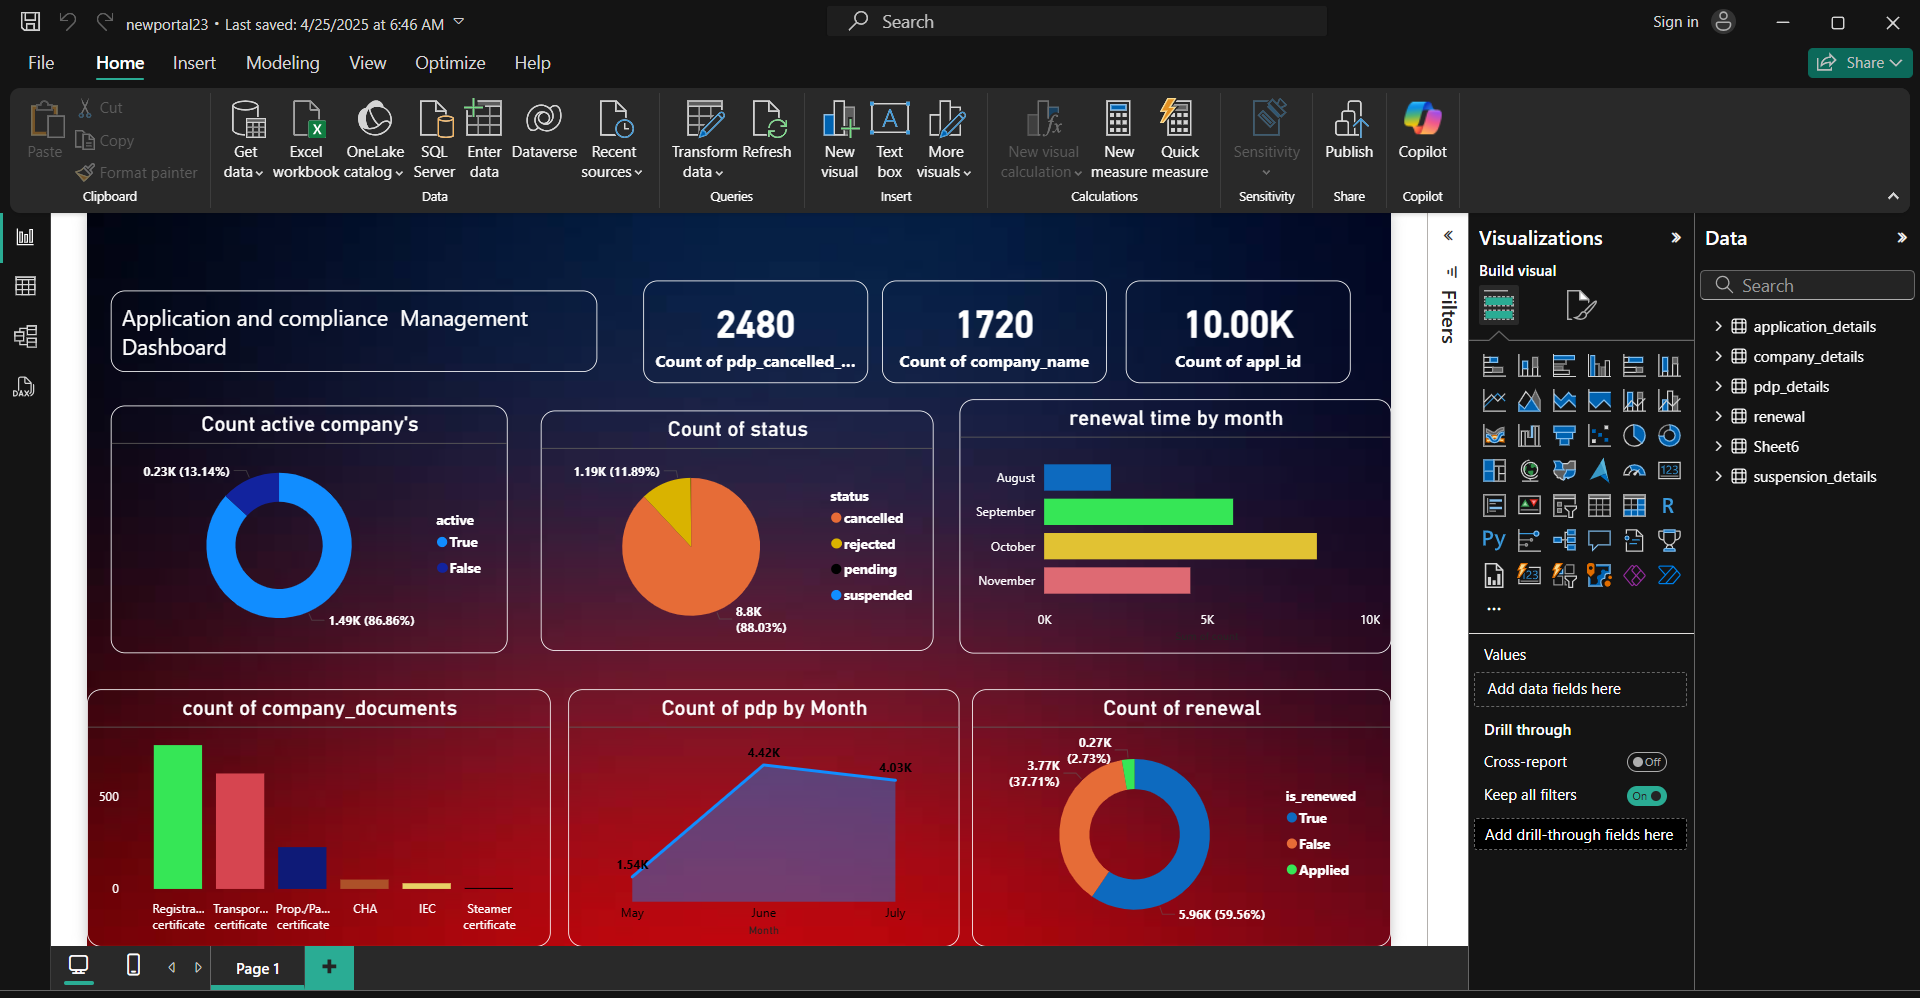 newportal23 • Last saved: 4/25/2025 at 6:46 AM
Search
Sign in
File
Home
Insert
Modeling
View
Optimize
Help
Share
Paste
Cut
Copy
Format painter
Clipboard
Get data
Excel workbook
OneLake catalog
SQL Server
Enter data
Dataverse
Recent sources
Data
Transform data
Refresh
Queries
New visual
Text box
More visuals
Insert
New visual calculation
New measure
Quick measure
Calculations
Sensitivity
Sensitivity
Publish
Share
Copilot
Copilot
DAX
Application and compliance Management
Dashboard
2480
Count of pdp_cancelled_...
1720
Count of company_name
10.00K
Count of appl_id
Count active company's
0.23K (13.14%)
1.49K (86.86%)
active
True
False
Count of status
1.19K (11.89%)
8.8K
(88.03%)
status
cancelled
rejected
pending
suspended
renewal time by month
August
September
October
November
0K
5K
10K
count of company_documents
500
0
Registra... certificate
Transpor... certificate
Prop./Pa... certificate
CHA
IEC
Steamer certificate
Count of pdp by Month
1.54K
4.42K
4.03K
May
June
July
Month
Count of renewal
0.27K
(2.73%)
3.77K
(37.71%)
5.96K (59.56%)
is_renewed
True
False
Applied
Page 1
Filters
Visualizations
Build visual
123
R
Py
123
...
Values
Add data fields here
Drill through
Cross-report
Off
Keep all filters
On
Add drill-through fields here
Data
Search
application_details
company_details
pdp_details
renewal
Sheet6
suspension_details